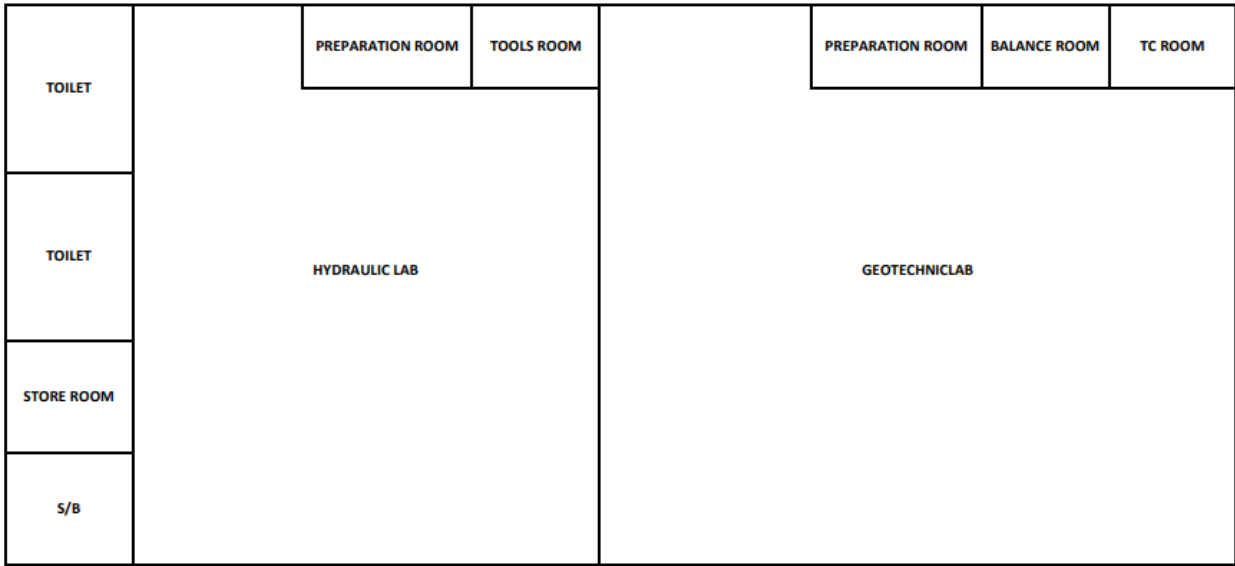 PREPARATION ROOM
TOOLS ROOM
PREPARATION ROOM
BALANCE ROOM
TC ROOM
TOILET
TOILET
HYDRAULIC LAB
GEOTECHNICLAB
STORE ROOM
S/B